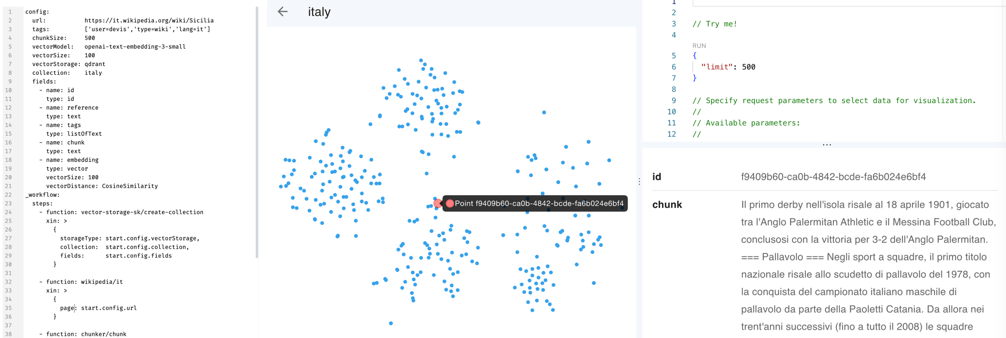 1 config:
2 url: https://it.wikipedia.org/wiki/Sicilia
3 tags: ['user=devis','type=wiki','lang=it']
4 chunkSize: 500
5 vectorModel: openai-text-embedding-3-small
6 vectorSize: 100
7 vectorStorage: qdrant
8 collection: italy
9 fields:
10 - name: id
11 type: id
12 - name: reference
13 type: text
14 - name: tags
15 type: listOfText
16 - name: chunk
17 type: text
18 - name: embedding
19 type: vector
20 vectorSize: 100
21 vectorDistance: CosineSimilarity
22 _workflow:
23 steps:
24 - function: vector-storage-sk/create-collection
25 xin: >
26 {
27 storageType: start.config.vectorStorage,
28 collection: start.config.collection,
29 fields: start.config.fields
30 }
31
32 - function: wikipedia/it
33 xin: >
34 {
35 page: start.config.url
36 }
37
38 - function: chunker/chunk
italy
Point f9409b60-ca0b-4842-bcde-fa6b024e6bf4
1
2
3 // Try me!
4
RUN
5 {
6 "limit": 500
7 }
8
9 // Specify request parameters to select data for visualization.
10 //
11 // Available parameters:
12 //
id f9409b60-ca0b-4842-bcde-fa6b024e6bf4
chunk Il primo derby nell'isola risale al 18 aprile 1901, giocato
tra l'Anglo Palermitan Athletic e il Messina Football Club,
conclusosi con la vittoria per 3-2 dell'Anglo Palermitan.
=== Pallavolo === Negli sport a squadre, il primo titolo
nazionale risale allo scudetto di pallavolo del 1978, con
la conquista del campionato italiano maschile di
pallavolo da parte della Paoletti Catania. Da allora nei
trent'anni successivi (fino a tutto il 2008) le squadre